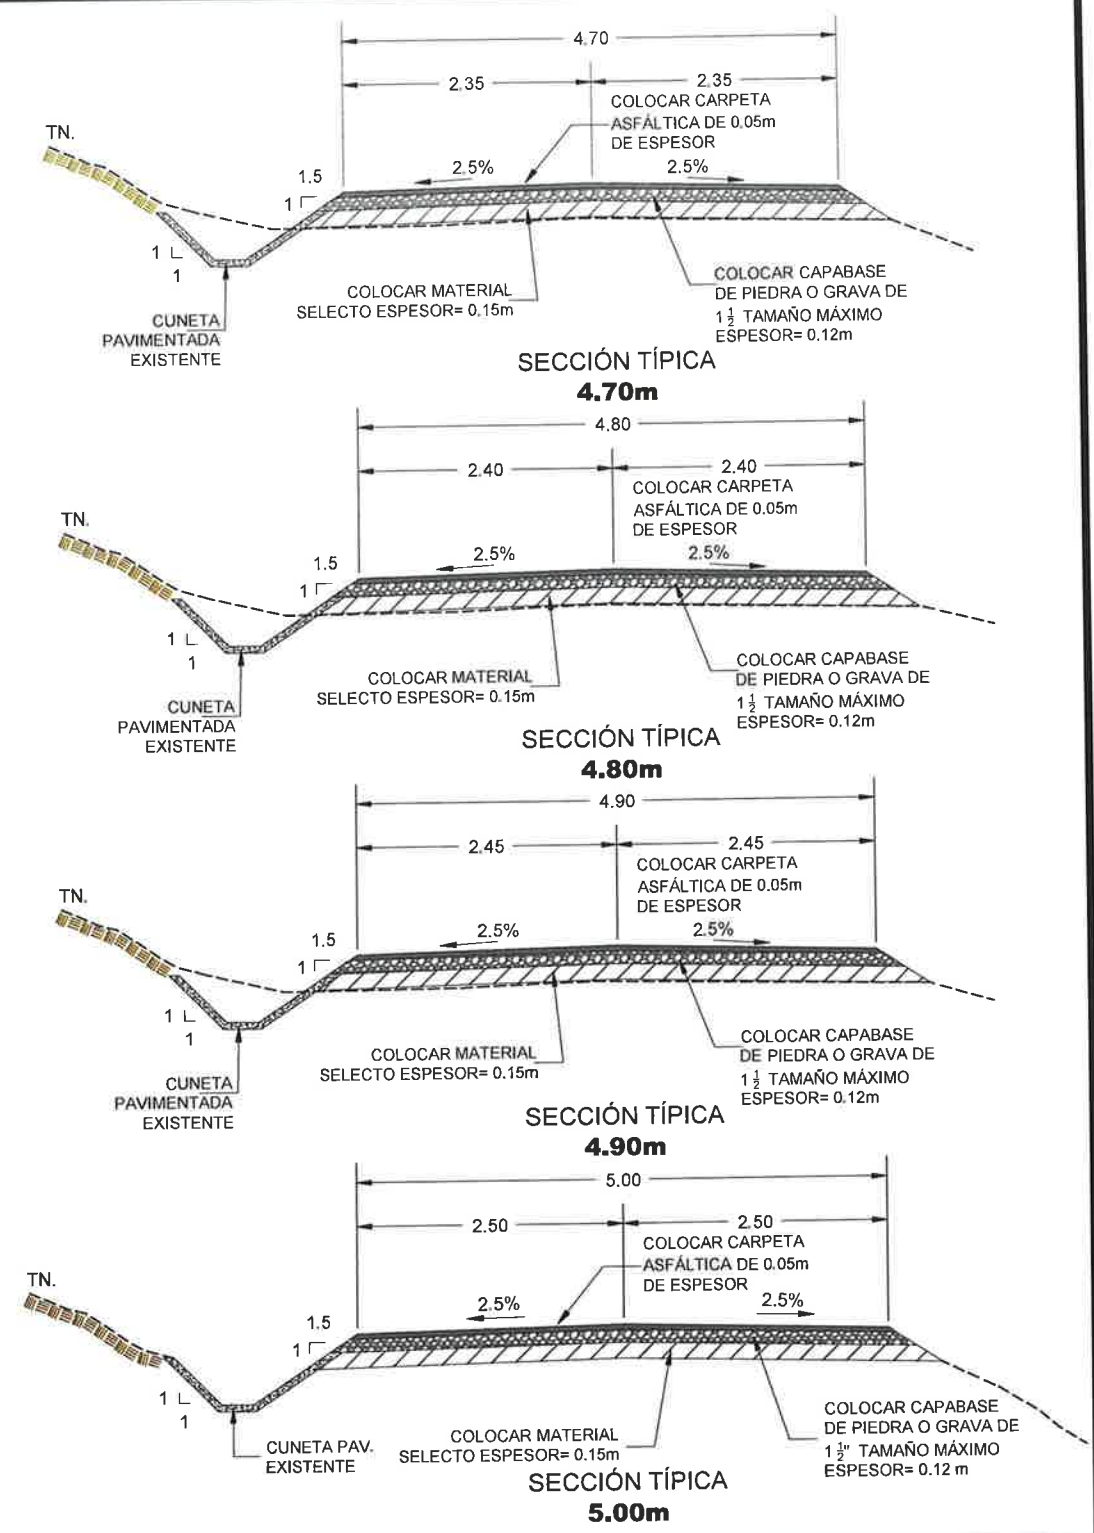 4.70
2.35
2.35
COLOCAR CARPETA
ASFÁLTICA DE 0.05m
DE ESPESOR
TN.
2.5%
2.5%
1.5
1
1
1
COLOCAR MATERIAL
SELECTO ESPESOR= 0.15m
COLOCAR CAPABASE
DE PIEDRA O GRAVA DE
1 1/2 TAMAÑO MÁXIMO
ESPESOR= 0.12m
CUNETA
PAVIMENTADA
EXISTENTE
SECCIÓN TÍPICA
4.70m
4.80
2.40
2.40
COLOCAR CARPETA
ASFÁLTICA DE 0.05m
DE ESPESOR
TN.
2.5%
2.5%
1.5
1
1
1
COLOCAR MATERIAL
SELECTO ESPESOR= 0.15m
COLOCAR CAPABASE
DE PIEDRA O GRAVA DE
1 1/2 TAMAÑO MÁXIMO
ESPESOR= 0.12m
CUNETA
PAVIMENTADA
EXISTENTE
SECCIÓN TÍPICA
4.80m
4.90
2.45
2.45
COLOCAR CARPETA
ASFÁLTICA DE 0.05m
DE ESPESOR
TN.
2.5%
2.5%
1.5
1
1
1
COLOCAR MATERIAL
SELECTO ESPESOR= 0.15m
COLOCAR CAPABASE
DE PIEDRA O GRAVA DE
1 1/2 TAMAÑO MÁXIMO
ESPESOR= 0.12m
CUNETA
PAVIMENTADA
EXISTENTE
SECCIÓN TÍPICA
4.90m
5.00
2.50
2.50
COLOCAR CARPETA
ASFÁLTICA DE 0.05m
DE ESPESOR
TN.
2.5%
2.5%
1.5
1
1
1
COLOCAR MATERIAL
SELECTO ESPESOR= 0.15m
COLOCAR CAPABASE
DE PIEDRA O GRAVA DE
1 1/2" TAMAÑO MÁXIMO
ESPESOR= 0.12 m
CUNETA PAV.
EXISTENTE
SECCIÓN TÍPICA
5.00m